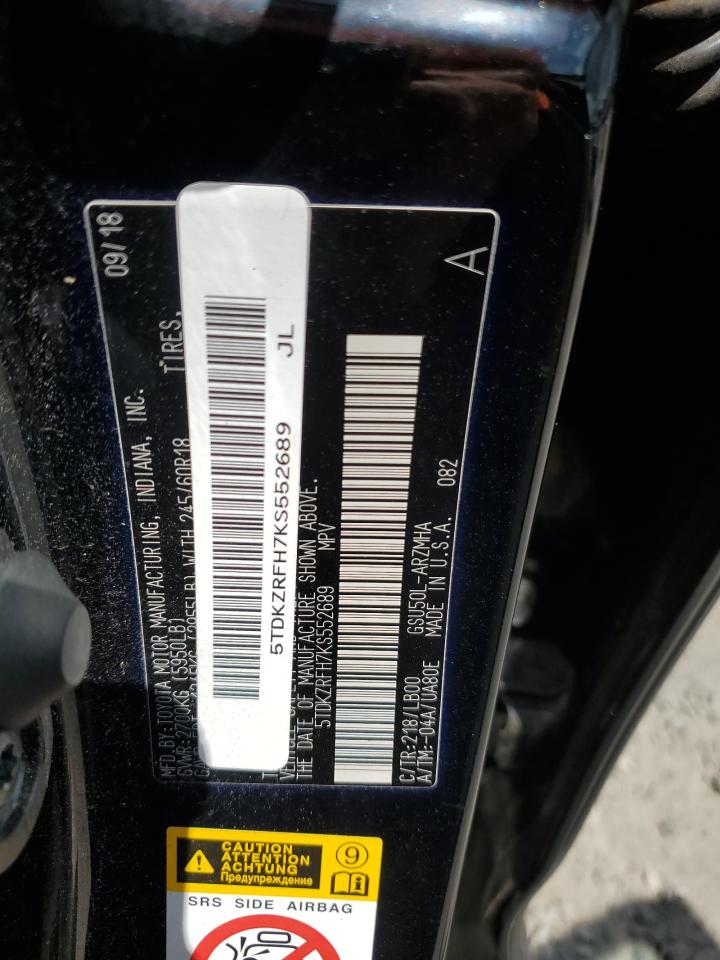 09/18
MFD.BY:TOYOTA MOTOR MANUFACTURING, INDIANA, INC.
GVWR:2700KG(5950LB)
WITH 245/60R18 TIRES,
5TDKZRFH7KS552689 JL
THE DATE OF MANUFACTURE SHOWN ABOVE.
5TDKZRFH7KS552689 MPV
C/TR:218/LB00 GSU50L-ARZMHA
A/TM:-04A/UA80E MADE IN U.S.A. 082
A
CAUTION
ATTENTION
ACHTUNG
Предупреждение
9
SRS SIDE AIRBAG